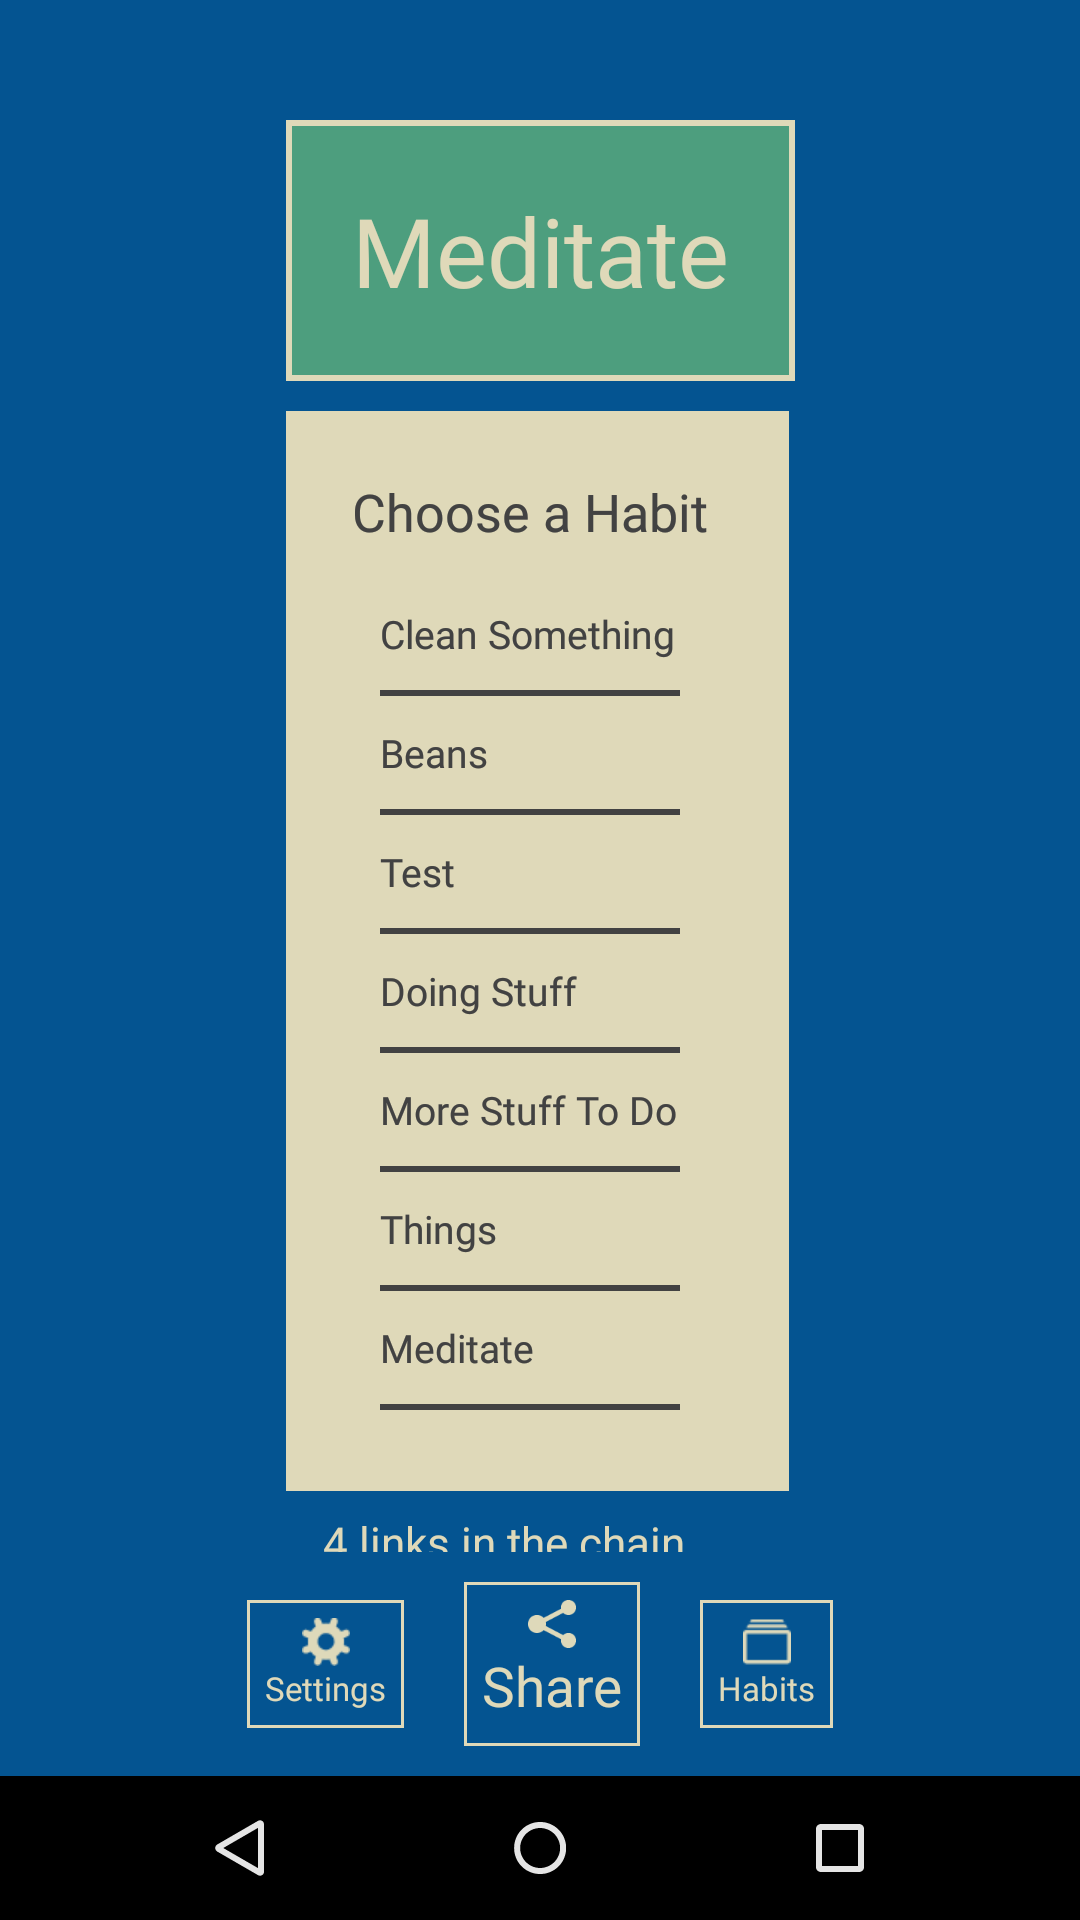 Meditate
Choose a Habit
Clean Something
Beans
Test
Doing Stuff
More Stuff To Do
Things
Meditate
4 links in the chain
Settings
Share
Habits